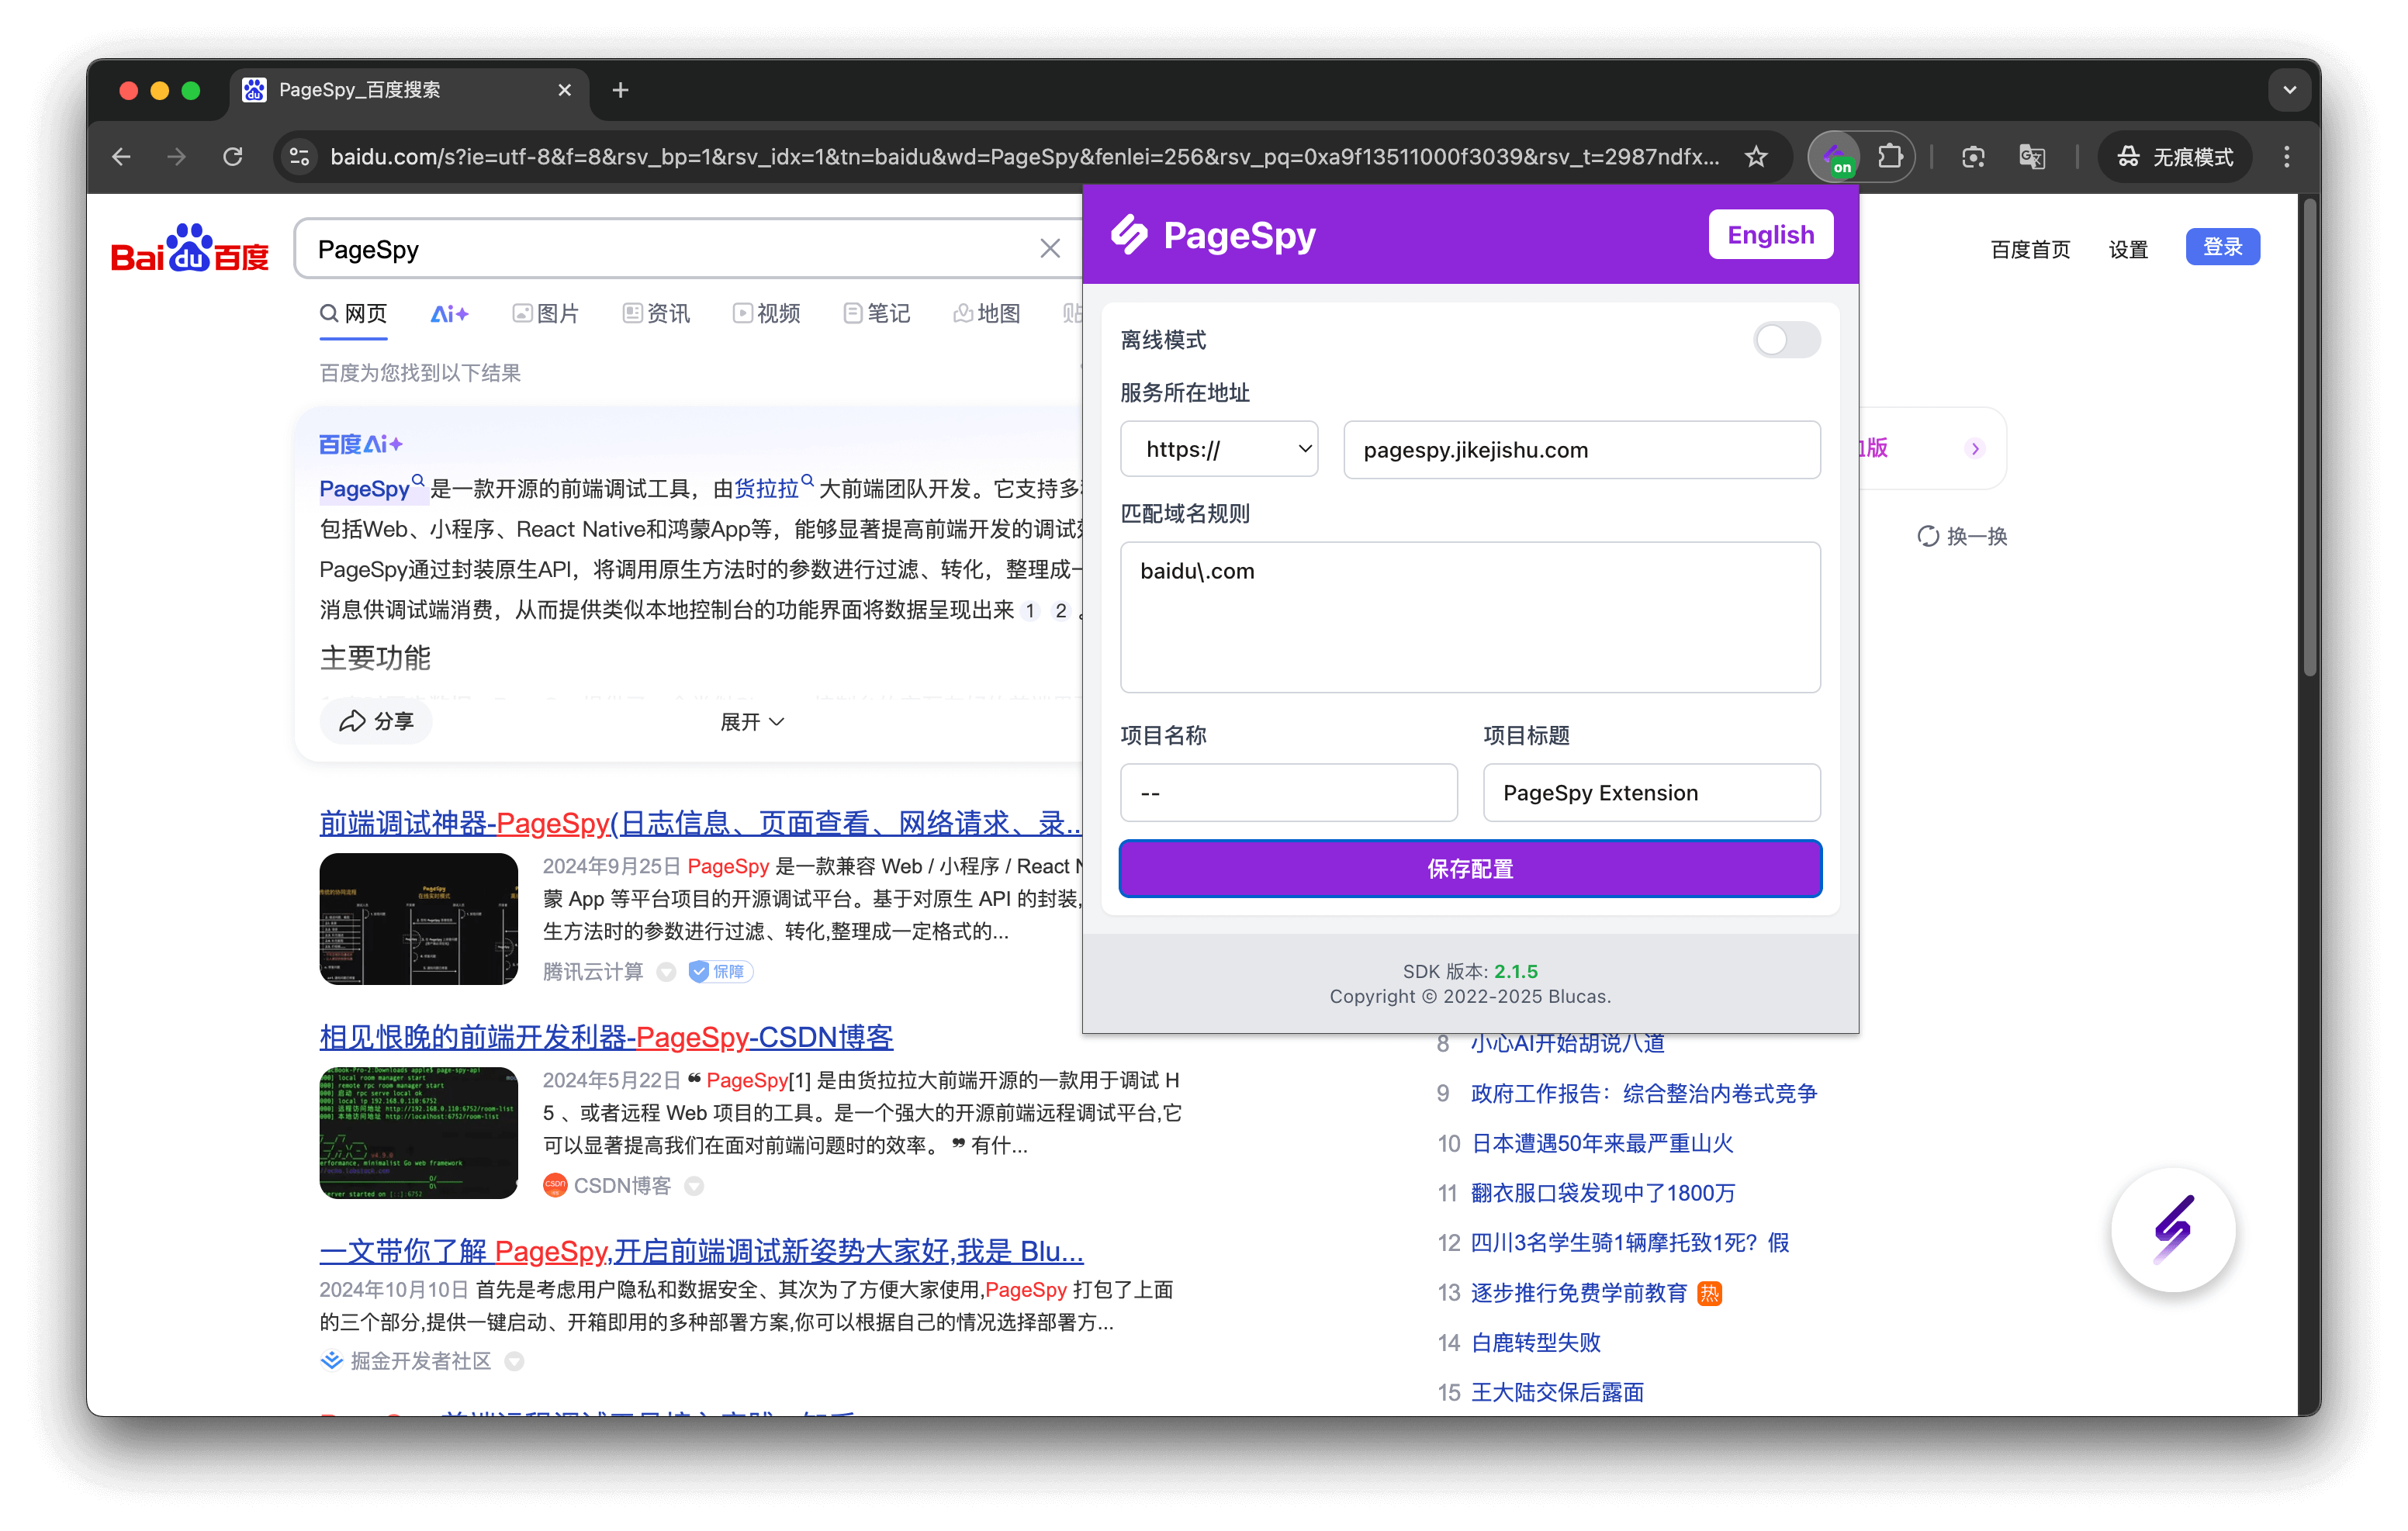 PageSpy_百度搜索
baidu.com/s?ie=utf-8&f=8&rsv_bp=1&rsv_idx=1&tn=baidu&wd=PageSpy&fenlei=256&rsv_pq=0xa9f13511000f3039&rsv_t=2987ndfx...
on
无痕模式
Bai du 百度
PageSpy
百度首页
设置
登录
网页
Ai+
图片
资讯
视频
笔记
地图
贴
百度为您找到以下结果
百度Ai+
PageSpy 是一款开源的前端调试工具，由货拉拉 大前端团队开发。它支持多
包括Web、小程序、React Native和鸿蒙App等，能够显著提高前端开发的调试
PageSpy通过封装原生API，将调用原生方法时的参数进行过滤、转化，整理成一
消息供调试端消费，从而提供类似本地控制台的功能界面将数据呈现出来 1 2 。
主要功能
分享
展开
前端调试神器-PageSpy(日志信息、页面查看、网络请求、录...
2024年9月25日 PageSpy 是一款兼容 Web / 小程序 / React N
蒙 App 等平台项目的开源调试平台。基于对原生 API 的封装,
生方法时的参数进行过滤、转化,整理成一定格式的...
腾讯云计算
保障
相见恨晚的前端开发利器-PageSpy-CSDN博客
2024年5月22日 ❝ PageSpy[1] 是由货拉拉大前端开源的一款用于调试 H
5 、或者远程 Web 项目的工具。是一个强大的开源前端远程调试平台,它
可以显著提高我们在面对前端问题时的效率。 ❞ 有什...
CSDN博客
一文带你了解 PageSpy,开启前端调试新姿势大家好,我是 Blu...
2024年10月10日 首先是考虑用户隐私和数据安全、其次为了方便大家使用,PageSpy 打包了上面
的三个部分,提供一键启动、开箱即用的多种部署方案,你可以根据自己的情况选择部署方...
掘金开发者社区
PageSpy
English
离线模式
服务所在地址
https://
pagespy.jikejishu.com
匹配域名规则
baidu\.com
项目名称
项目标题
--
PageSpy Extension
保存配置
SDK 版本: 2.1.5
Copyright © 2022-2025 Blucas.
版
换一换
8 小心AI开始胡说八道
9 政府工作报告：综合整治内卷式竞争
10 日本遭遇50年来最严重山火
11 翻衣服口袋发现中了1800万
12 四川3名学生骑1辆摩托致1死？假
13 逐步推行免费学前教育 热
14 白鹿转型失败
15 王大陆交保后露面